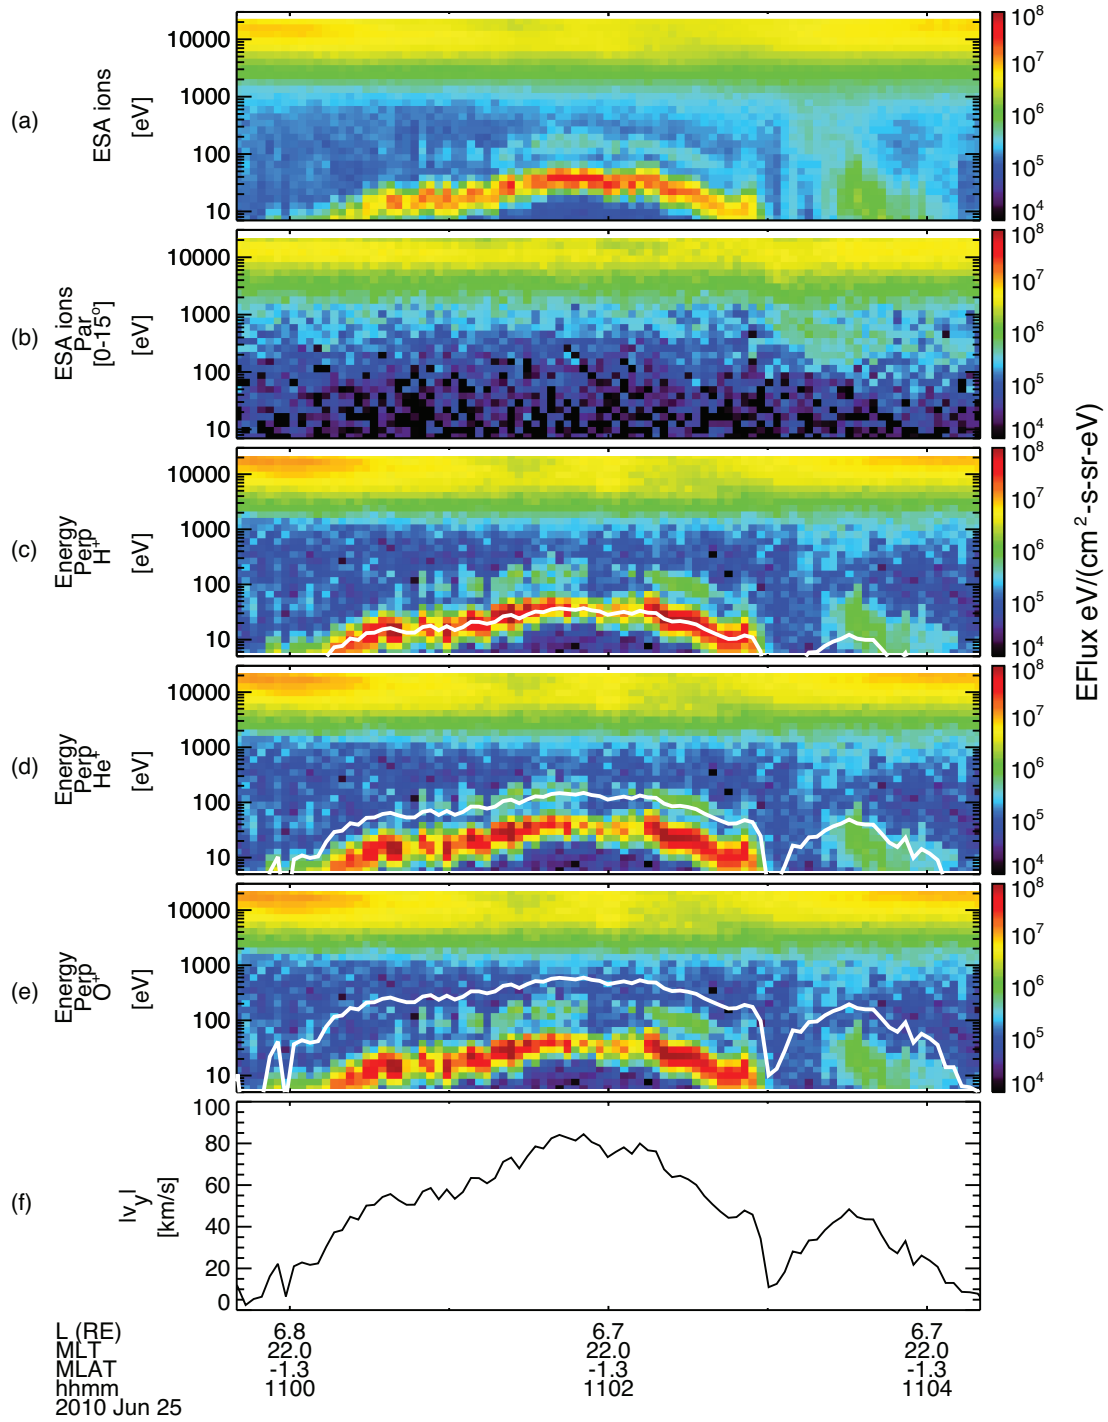 (a)
ESA ions
[eV]
10000
1000
100
10
10^8
10^7
10^6
10^5
10^4
(b)
ESA ions
Par
[0-15°]
[eV]
10000
1000
100
10
10^8
10^7
10^6
10^5
10^4
(c)
Energy
Perp
H+
[eV]
10000
1000
100
10
10^8
10^7
10^6
10^5
10^4
(d)
Energy
Perp
He+
[eV]
10000
1000
100
10
10^8
10^7
10^6
10^5
10^4
(e)
Energy
Perp
O+
[eV]
10000
1000
100
10
10^8
10^7
10^6
10^5
10^4
EFlux eV/(cm^2-s-sr-eV)
(f)
|v_y|
[km/s]
100
80
60
40
20
0
L (RE) 6.8 6.7 6.7
MLT 22.0 22.0 22.0
MLAT -1.3 -1.3 -1.3
hhmm 1100 1102 1104
2010 Jun 25